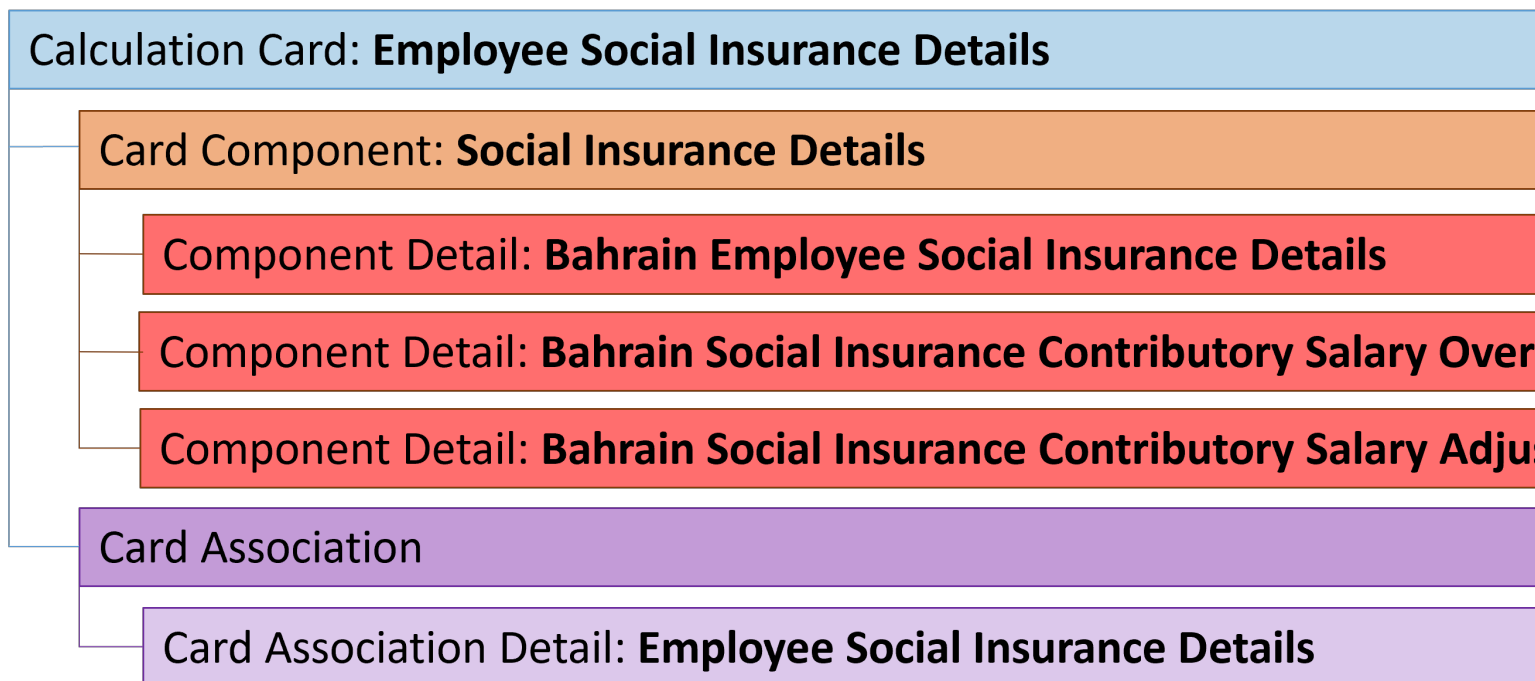 Calculation Card: Employee Social Insurance Details
Card Component: Social Insurance Details
Component Detail: Bahrain Employee Social Insurance Details
Component Detail: Bahrain Social Insurance Contributory Salary Over
Component Detail: Bahrain Social Insurance Contributory Salary
Card Association
Card Association Detail: Employee Social Insurance Details